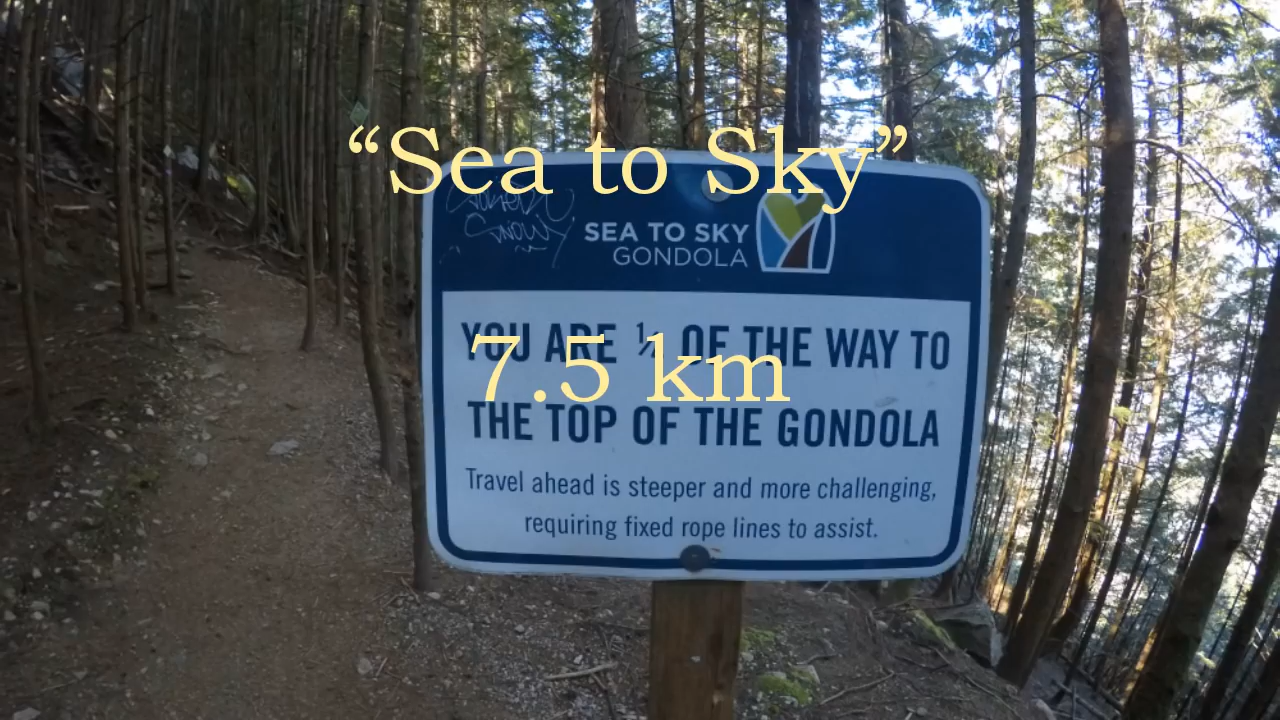 “Sea to Sky”
SEA TO SKY
GONDOLA
7.5 km
YOU ARE ½ OF THE WAY TO
THE TOP OF THE GONDOLA
Travel ahead is steeper and more challenging,
requiring fixed rope lines to assist.